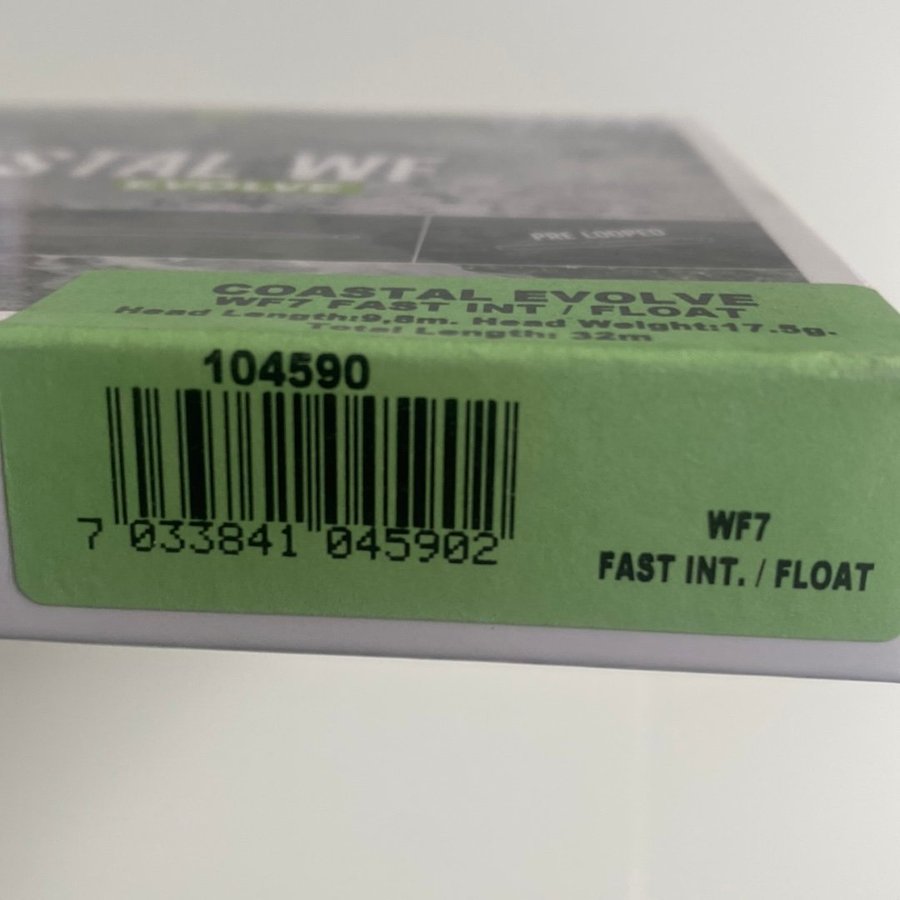 STAL WF
EVOLVE
PRE LOOPED
COASTAL EVOLVE
WF7 FAST INT / FLOAT
Head Length:9.8m. Head Weight:17.5g.
Total Length: 32m
104590
7 033841 045902
WF7
FAST INT. / FLOAT